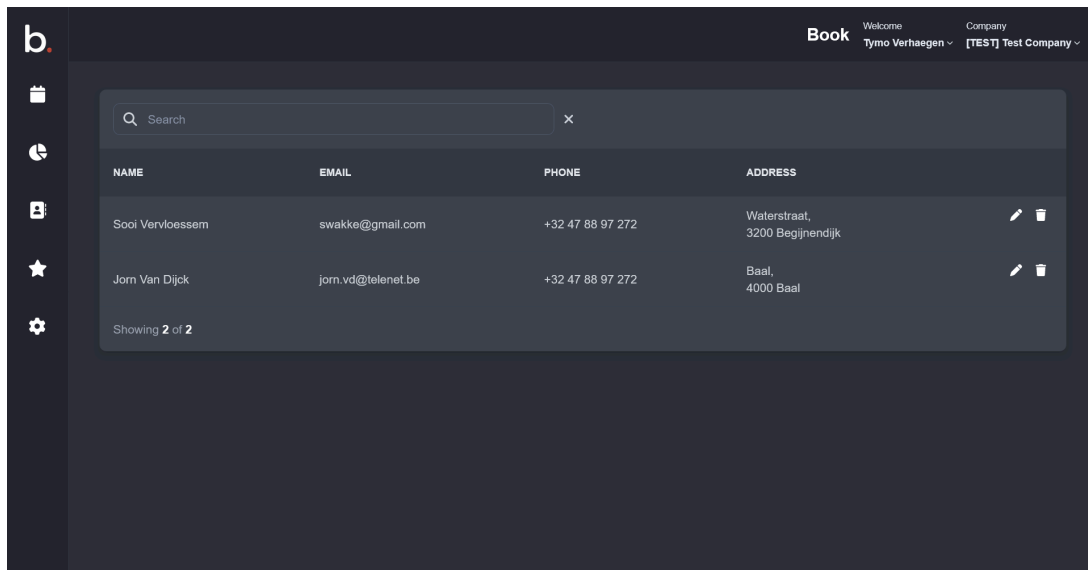 b.
Book
Welcome
Tymo Verhaegen
Company
[TEST] Test Company
Search
NAME EMAIL PHONE ADDRESS
Sooi Vervloessem swakke@gmail.com +32 47 88 97 272 Waterstraat,
3200 Begijnendijk
Jorn Van Dijck jorn.vd@telenet.be +32 47 88 97 272 Baal,
4000 Baal
Showing 2 of 2